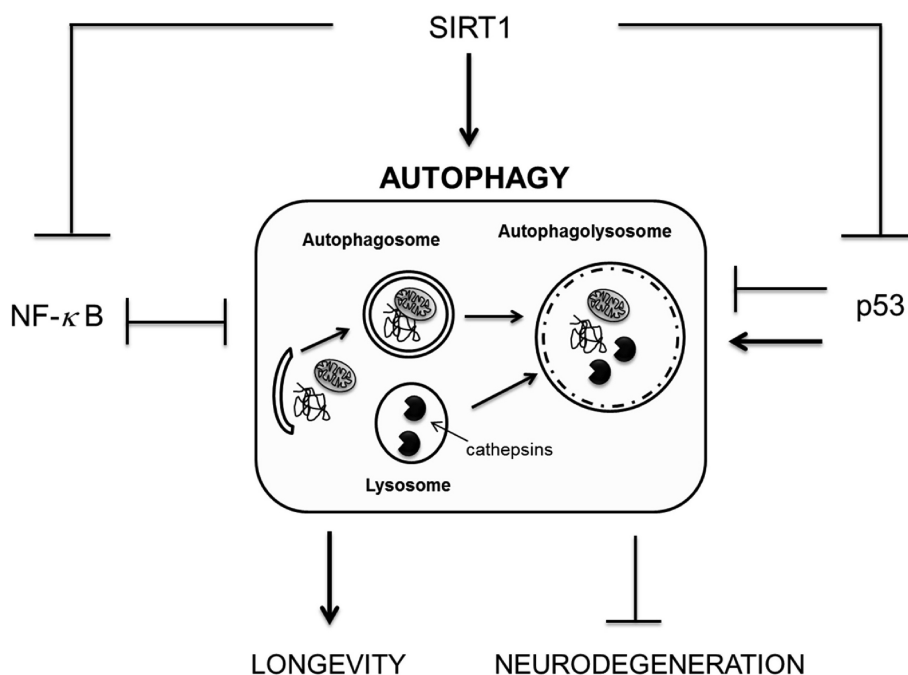 SIRT1
AUTOPHAGY
Autophagosome
Autophagolysosome
NF-κB
p53
cathepsins
Lysosome
LONGEVITY
NEURODEGENERATION